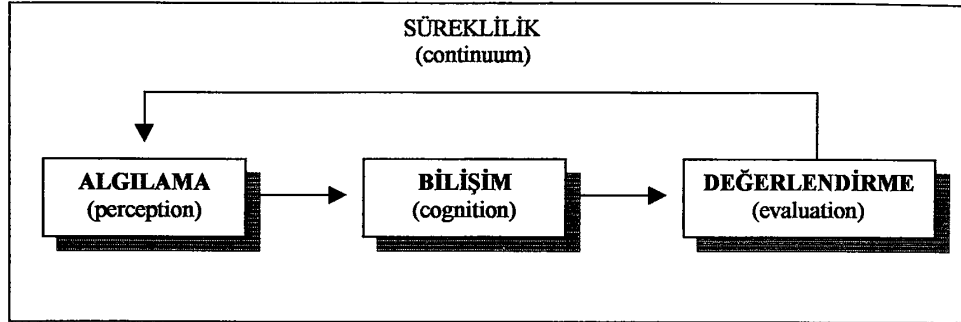 SÜREKLİLİK
(continuum)
ALGILAMA
(perception)
BİLİŞİM
(cognition)
DEĞERLENDİRME
(evaluation)